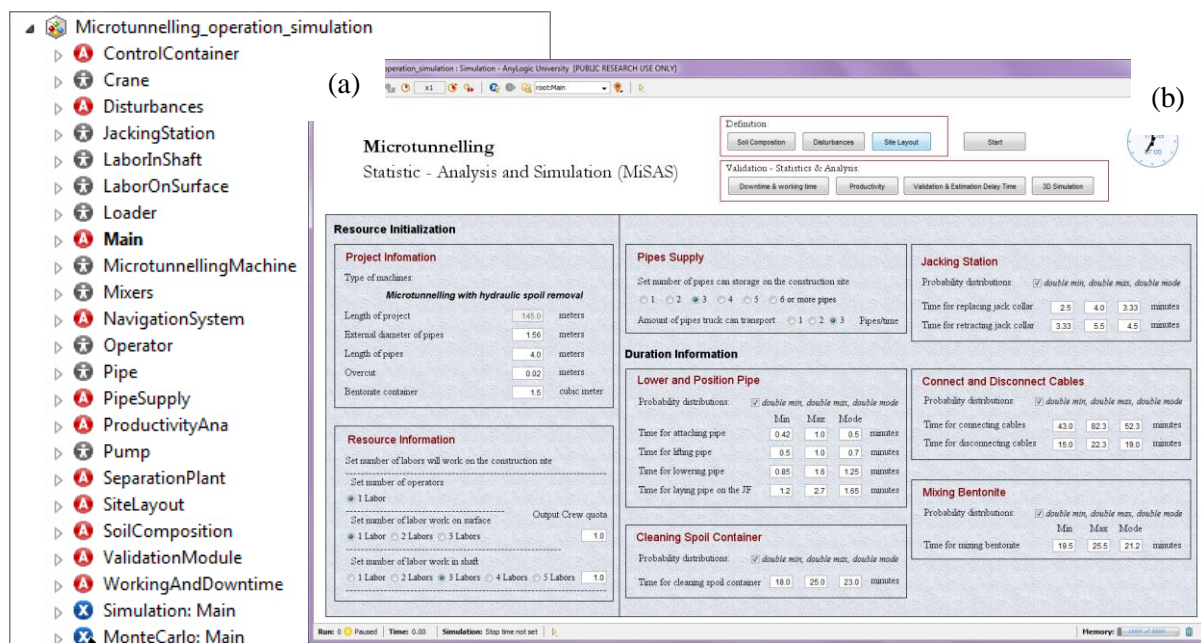 Microtunnelling_operation_simulation
ControlContainer
Crane
Disturbances
JackingStation
LaborInShaft
LaborOnSurface
Loader
Main
MicrotunnellingMachine
Mixers
NavigationSystem
Operator
Pipe
PipeSupply
ProductivityAna
Pump
SeparationPlant
SiteLayout
SoilComposition
ValidationModule
WorkingAndDowntime
Simulation: Main
MonteCarlo: Main
(a)
operation_simulation : Simulation - AnyLogic University [PUBLIC RESEARCH USE ONLY]
x1 root:Main
(b)
Microtunnelling
Statistic - Analysis and Simulation (MiSAS)
Definition:
Soil Compostion Disturbances Site Layout Start
Validation - Statistics & Analysis:
Downtime & working time Productivity Validation & Estimation Delay Time 3D Simulation
Resource Initialization
Project Infomation
Type of machines:
Microtunnelling with hydraulic spoil removal
Length of project 145.0 meters
External diameter of pipes 1.56 meters
Length of pipes 4.0 meters
Overcut 0.02 meters
Bentonite container 1.5 cubic meter
Resource Information
Set number of labors will work on the construction site
Set number of operators
1 Labor
Set number of labor work on surface Output Crew quota
1 Labor 2 Labors 3 Labors 1.0
Set number of labor work in shaft
1 Labor 2 Labors 3 Labors 4 Labors 5 Labors 1.0
Pipes Supply
Set number of pipes can storage on the construction site
1 2 3 4 5 6 or more pipes
Amount of pipes truck can transport 1 2 3 Pipes/time
Duration Information
Lower and Position Pipe
Probability distributions: double min, double max, double mode
Min Max Mode
Time for attaching pipe 0.42 1.0 0.5 minutes
Time for lifting pipe 0.5 1.0 0.7 minutes
Time for lowering pipe 0.85 1.6 1.25 minutes
Time for laying pipe on the JF 1.2 2.7 1.65 minutes
Cleaning Spoil Container
Probability distributions: double min, double max, double mode
Time for cleaning spoil container 18.0 25.0 23.0 minutes
Jacking Station
Probability distributions: double min, double max, double mode
Time for replacing jack collar 2.5 4.0 3.33 minutes
Time for retracting jack collar 3.33 5.5 4.5 minutes
Connect and Disconnect Cables
Probability distributions: double min, double max, double mode
Time for connecting cables 43.0 82.3 52.3 minutes
Time for disconnecting cables 15.0 22.3 19.0 minutes
Mixing Bentonite
Probability distributions: double min, double max, double mode
Min Max Mode
Time for mixing bentonite 19.5 25.5 21.2 minutes
Run: 0 Paused Time: 0.00 Simulation: Stop time not set Memory: